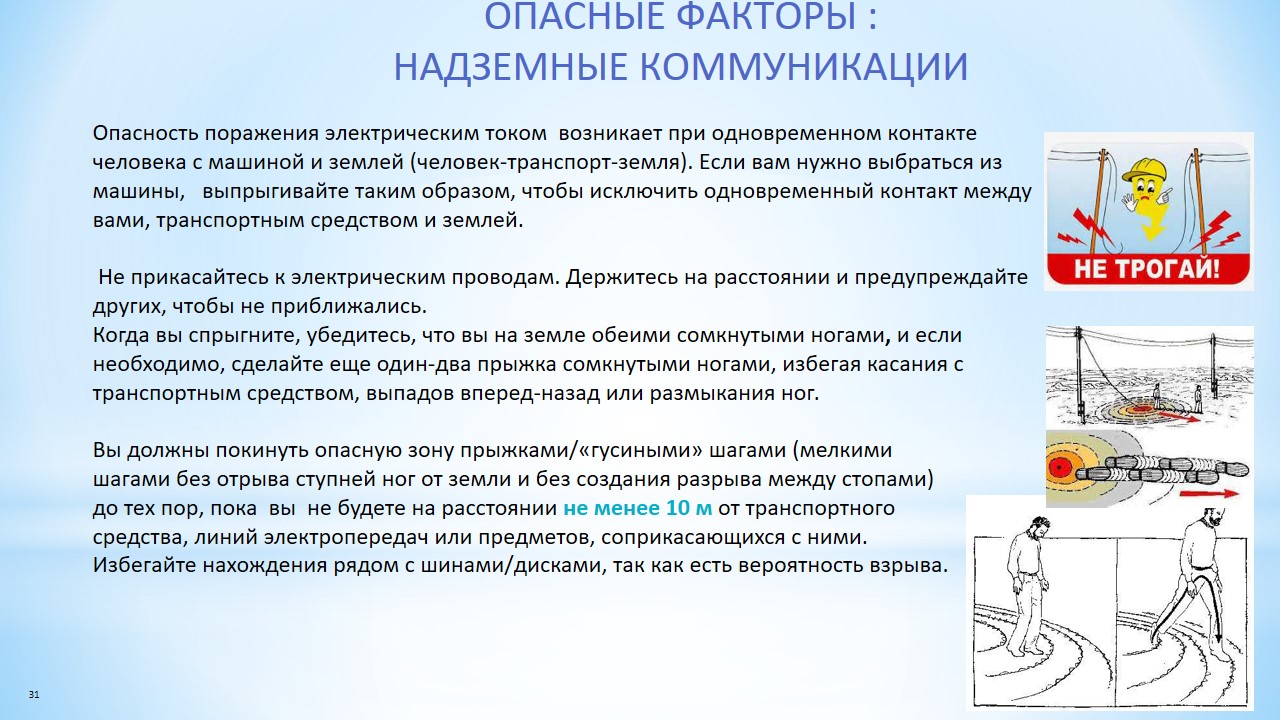 ОПАСНЫЕ ФАКТОРЫ :
НАДЗЕМНЫЕ КОММУНИКАЦИИ
Опасность поражения электрическим током  возникает при одновременном контакте
человека с машиной и землей (человек-транспорт-земля). Если вам нужно выбраться из
машины,   выпрыгивайте таким образом, чтобы исключить одновременный контакт между
вами, транспортным средством и землей.
Не прикасайтесь к электрическим проводам. Держитесь на расстоянии и предупреждайте
других, чтобы не приближались.
Когда вы спрыгните, убедитесь, что вы на земле обеими сомкнутыми ногами, и если
необходимо, сделайте еще один-два прыжка сомкнутыми ногами, избегая касания с
транспортным средством, выпадов вперед-назад или размыкания ног.
Вы должны покинуть опасную зону прыжками/«гусиными» шагами (мелкими
шагами без отрыва ступней ног от земли и без создания разрыва между стопами)
до тех пор, пока  вы  не будете на расстоянии не менее 10 м от транспортного
средства, линий электропередач или предметов, соприкасающихся с ними.
Избегайте нахождения рядом с шинами/дисками, так как есть вероятность взрыва.
НЕ ТРОГАЙ!
31